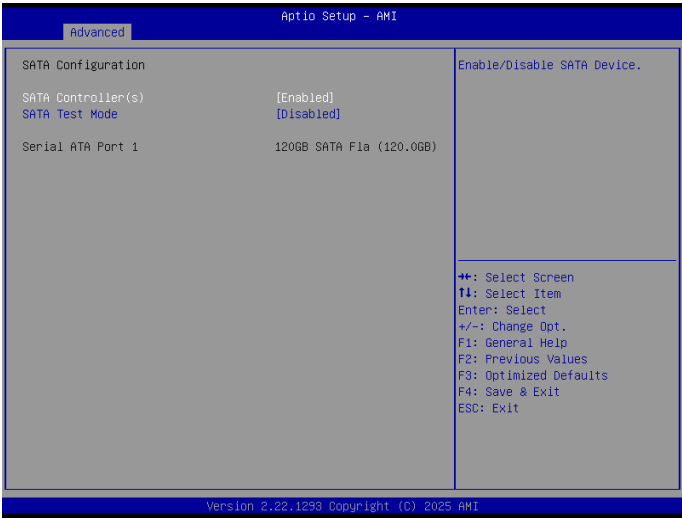 Aptio Setup – AMI
Advanced
SATA Configuration
SATA Controller(s) [Enabled]
SATA Test Mode [Disabled]
Serial ATA Port 1 120GB SATA Fla (120.0GB)
Enable/Disable SATA Device.
→←: Select Screen
↑↓: Select Item
Enter: Select
+/-: Change Opt.
F1: General Help
F2: Previous Values
F3: Optimized Defaults
F4: Save & Exit
ESC: Exit
Version 2.22.1293 Copyright (C) 2025 AMI